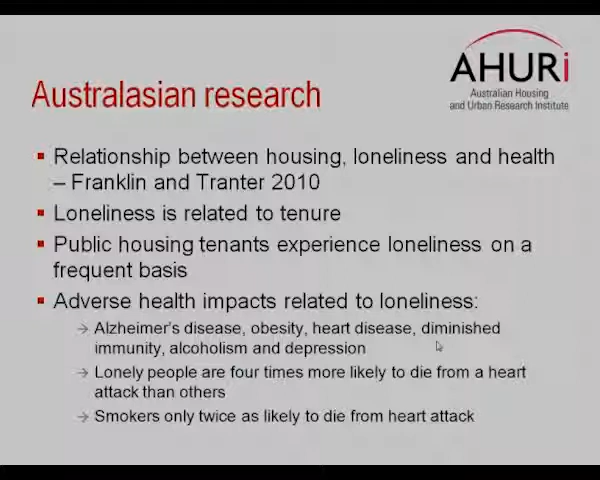 AHURi
Australian Housing
and Urban Research Institute
Australasian research
▪ Relationship between housing, loneliness and health
– Franklin and Tranter 2010
▪ Loneliness is related to tenure
▪ Public housing tenants experience loneliness on a
frequent basis
▪ Adverse health impacts related to loneliness:
→ Alzheimer's disease, obesity, heart disease, diminished
immunity, alcoholism and depression
→ Lonely people are four times more likely to die from a heart
attack than others
→ Smokers only twice as likely to die from heart attack